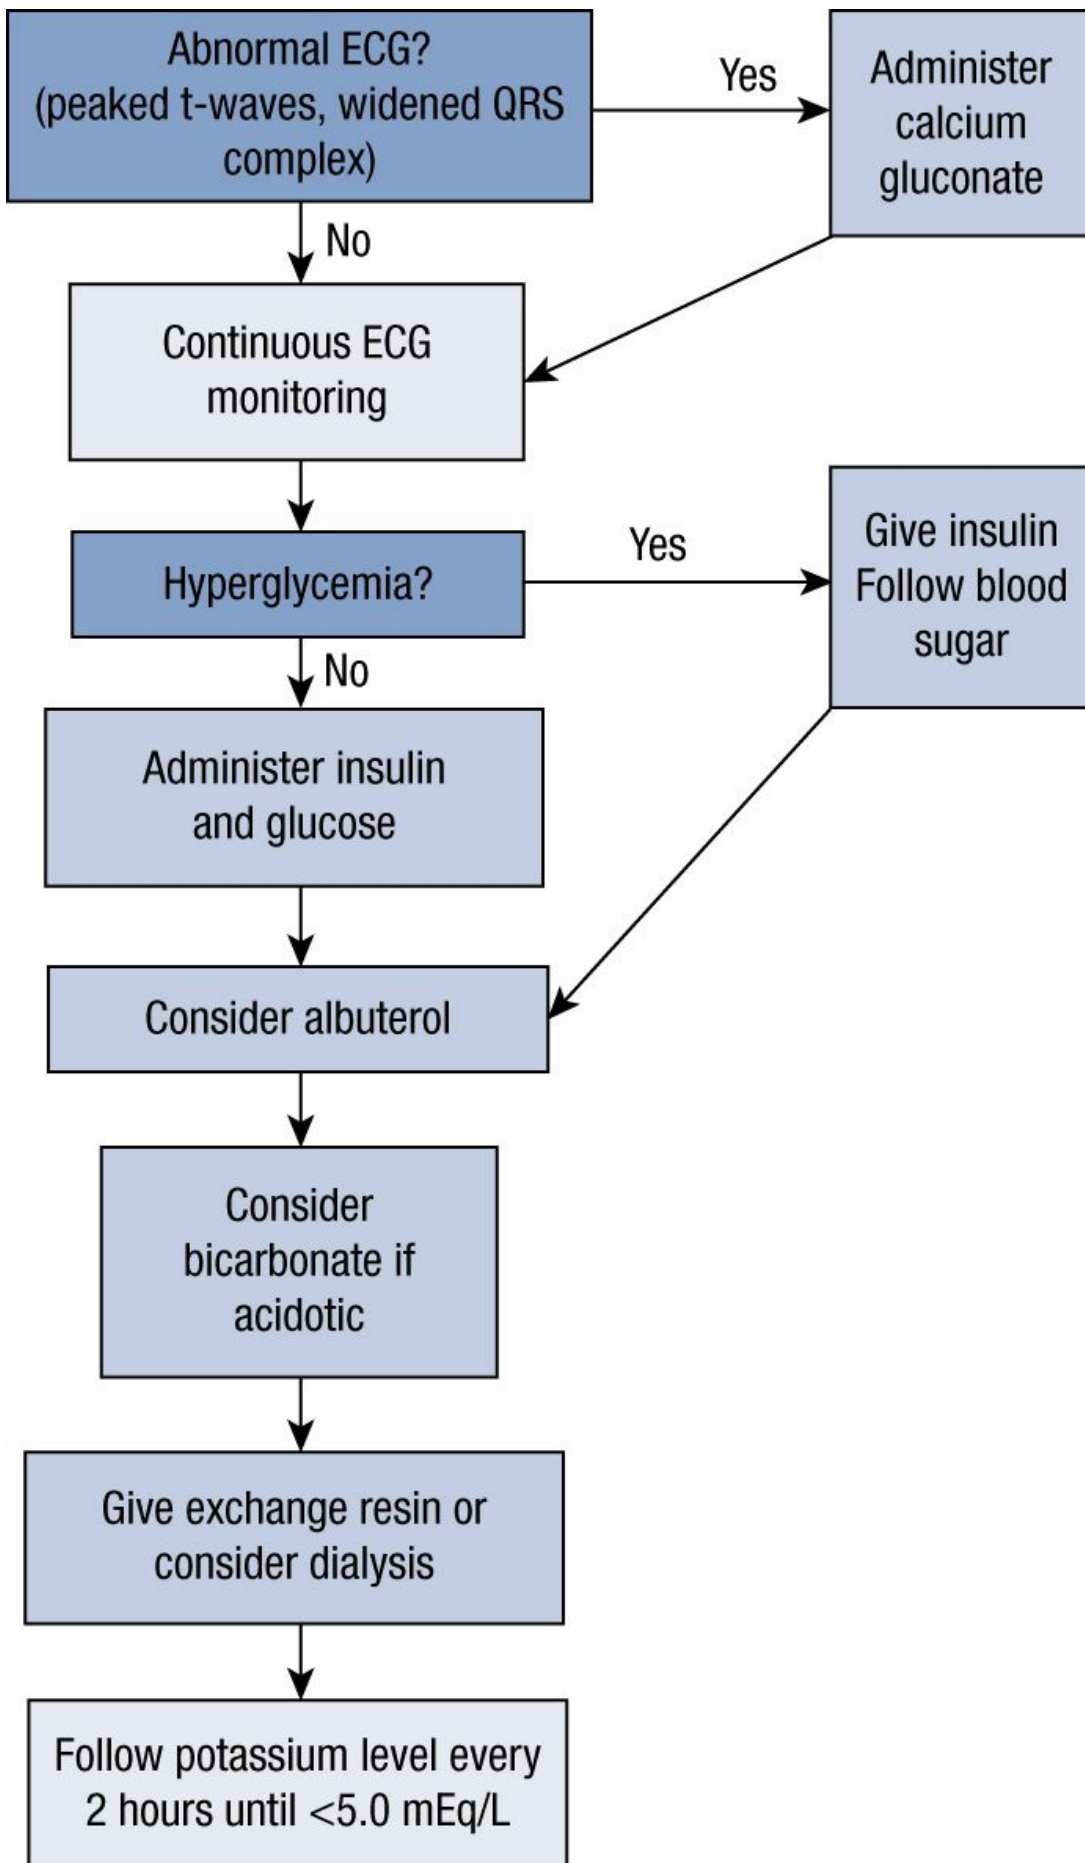 Abnormal ECG?
(peaked t-waves, widened QRS
complex)
Yes
Administer
calcium
gluconate
No
Continuous ECG
monitoring
Hyperglycemia?
Yes
Give insulin
Follow blood
sugar
No
Administer insulin
and glucose
Consider albuterol
Consider
bicarbonate if
acidotic
Give exchange resin or
consider dialysis
Follow potassium level every
2 hours until <5.0 mEq/L